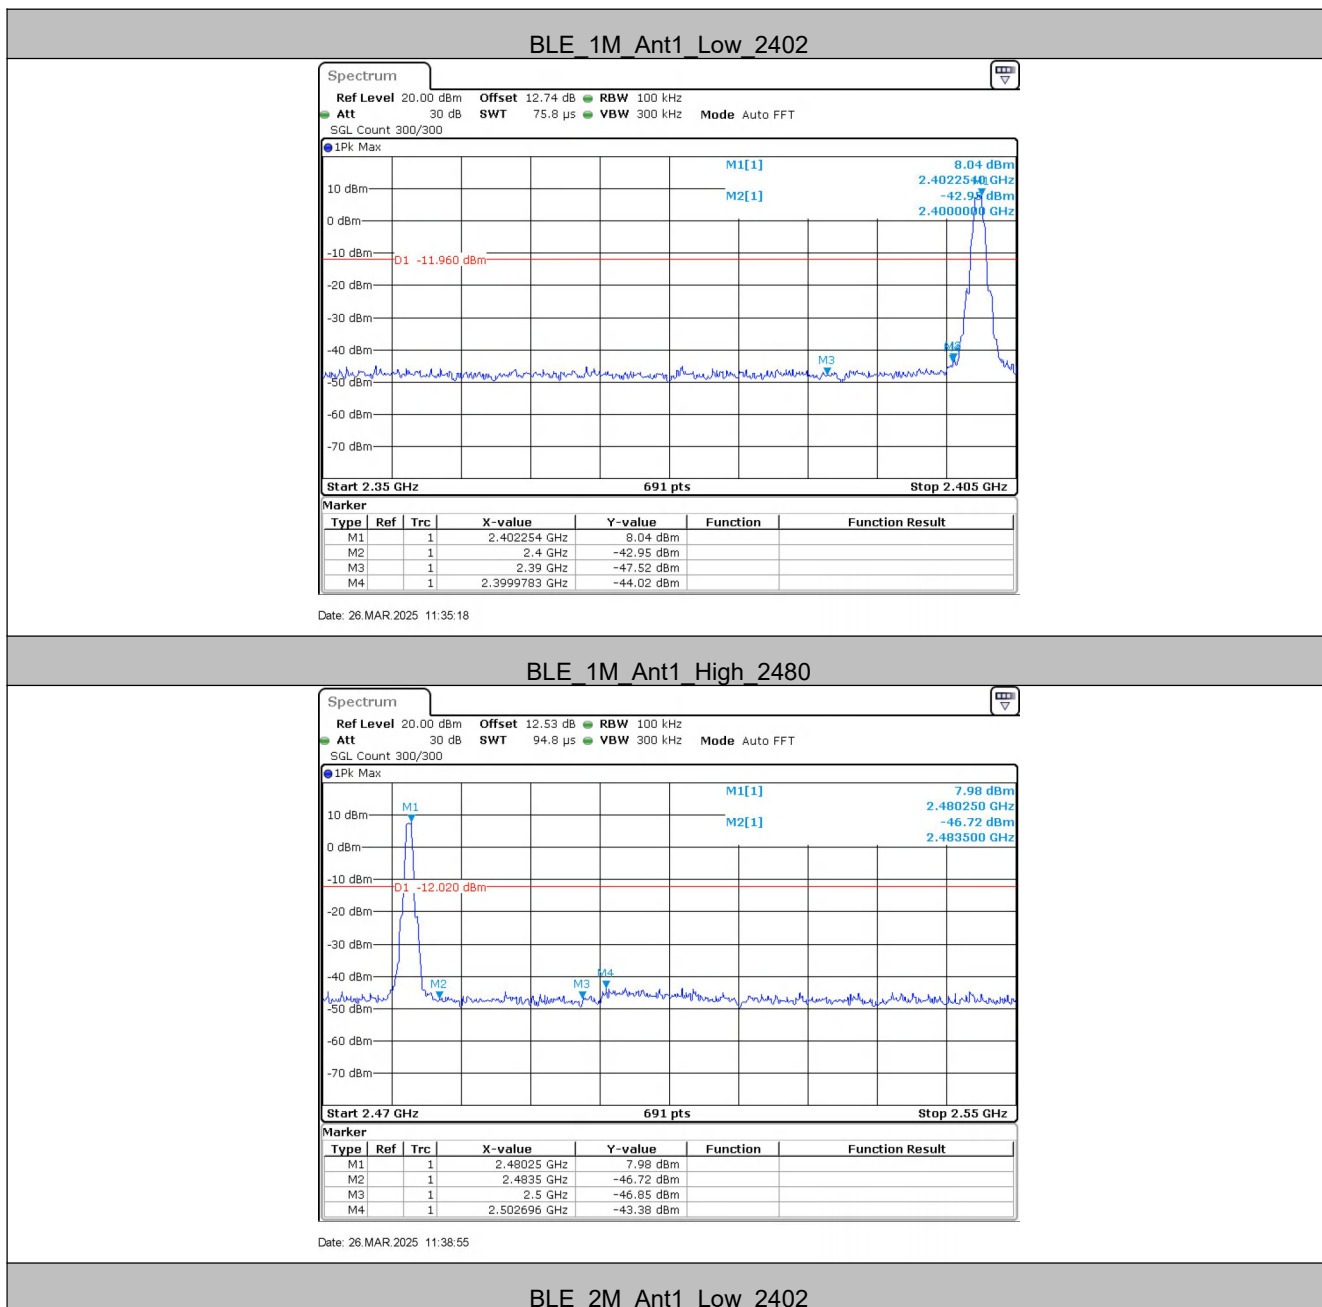 BLE_1M_Ant1_Low_2402
Spectrum
Ref Level 20.00 dBm Offset 12.74 dB RBW 100 kHz
Att 30 dB SWT 75.8 µs VBW 300 kHz Mode Auto FFT
SGL Count 300/300
1Pk Max
M1[1] 8.04 dBm
2.4022540 GHz
M2[1] -42.95 dBm
2.4000000 GHz
M1
10 dBm
0 dBm
-10 dBm
D1 -11.960 dBm
-20 dBm
-30 dBm
-40 dBm
M3
-50 dBm
-60 dBm
-70 dBm
Start 2.35 GHz 691 pts Stop 2.405 GHz
Marker
Type Ref Trc X-value Y-value Function Function Result
M1 1 2.402254 GHz 8.04 dBm
M2 1 2.4 GHz -42.95 dBm
M3 1 2.39 GHz -47.52 dBm
M4 1 2.3999783 GHz -44.02 dBm
Date: 26.MAR.2025 11:35:18
BLE_1M_Ant1_High_2480
Spectrum
Ref Level 20.00 dBm Offset 12.53 dB RBW 100 kHz
Att 30 dB SWT 94.8 µs VBW 300 kHz Mode Auto FFT
SGL Count 300/300
1Pk Max
M1[1] 7.98 dBm
2.480250 GHz
M2[1] -46.72 dBm
2.483500 GHz
M1
10 dBm
0 dBm
-10 dBm
D1 -12.020 dBm
-20 dBm
-30 dBm
-40 dBm
M2 M3 M4
-50 dBm
-60 dBm
-70 dBm
Start 2.47 GHz 691 pts Stop 2.55 GHz
Marker
Type Ref Trc X-value Y-value Function Function Result
M1 1 2.48025 GHz 7.98 dBm
M2 1 2.4835 GHz -46.72 dBm
M3 1 2.5 GHz -46.85 dBm
M4 1 2.502696 GHz -43.38 dBm
Date: 26.MAR.2025 11:38:55
BLE_2M_Ant1_Low_2402